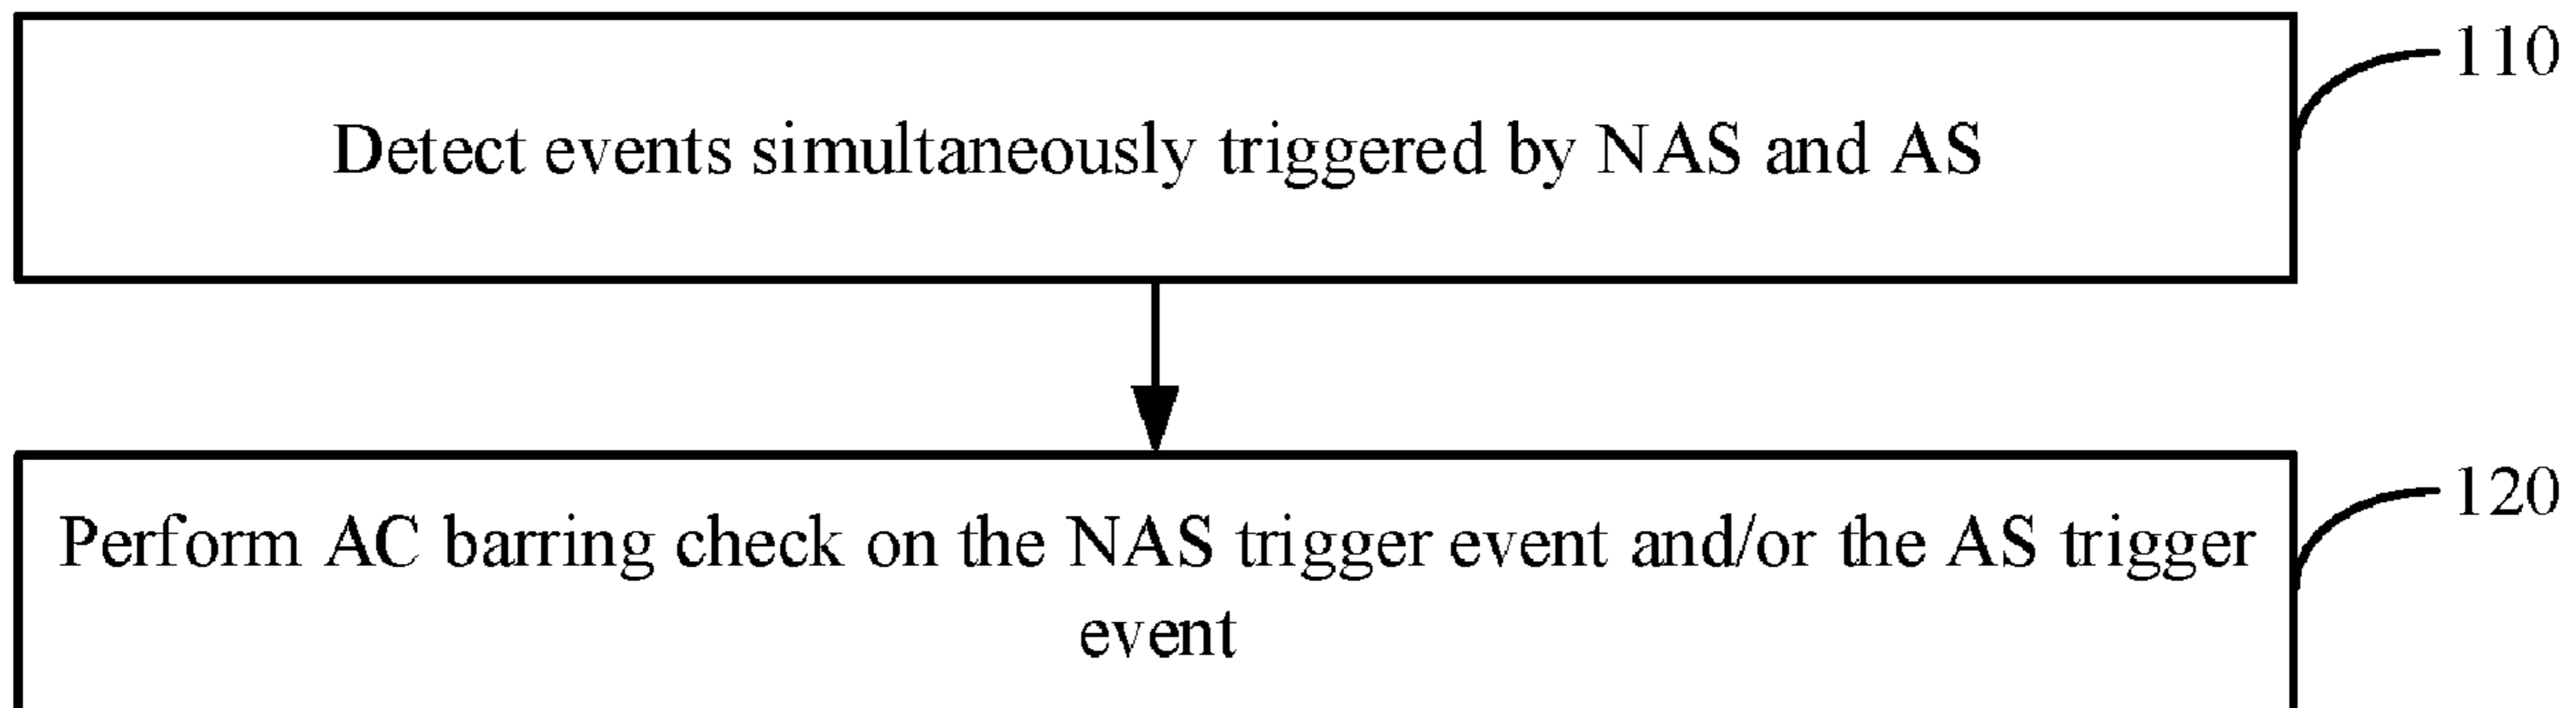 110
Detect events simultaneously triggered by NAS and AS
120
Perform AC barring check on the NAS trigger event and/or the AS trigger
event